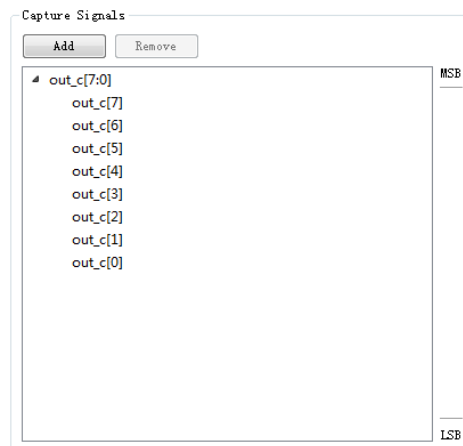 Capture Signals
Add Remove
out_c[7:0] MSB
out_c[7]
out_c[6]
out_c[5]
out_c[4]
out_c[3]
out_c[2]
out_c[1]
out_c[0]
LSB